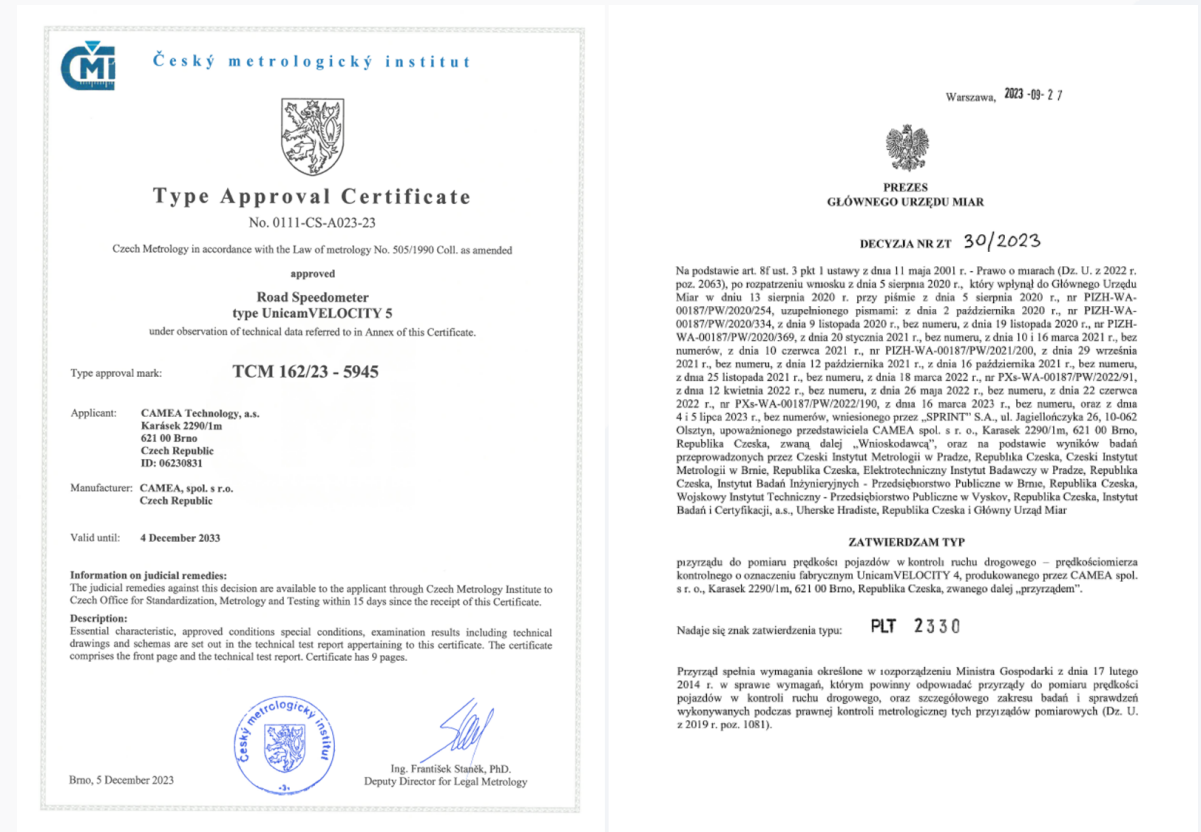 ČMI
Český metrologický institut
Type Approval Certificate
No. 0111-CS-A023-23
Czech Metrology in accordance with the Law of metrology No. 505/1990 Coll. as amended
approved
Road Speedometer
type UnicamVELOCITY 5
under observation of technical data referred to in Annex of this Certificate.
Type approval mark: TCM 162/23 - 5945
Applicant: CAMEA Technology, a.s.
Karásek 2290/1m
621 00 Brno
Czech Republic
ID: 06230831
Manufacturer: CAMEA, spol. s r.o.
Czech Republic
Valid until: 4 December 2033
Information on judicial remedies:
The judicial remedies against this decision are available to the applicant through Czech Metrology Institute to
Czech Office for Standardization, Metrology and Testing within 15 days since the receipt of this Certificate.
Description:
Essential characteristic, approved conditions special conditions, examination results including technical
drawings and schemas are set out in the technical test report appertaining to this certificate. The certificate
comprises the front page and the technical test report. Certificate has 9 pages.
Český metrologický institut
-3-
Ing. František Staněk, PhD.
Deputy Director for Legal Metrology
Brno, 5 December 2023
Warszawa, 2023 -09- 27
PREZES
GŁÓWNEGO URZĘDU MIAR
DECYZJA NR ZT 30/2023
Na podstawie art. 8f ust. 3 pkt 1 ustawy z dnia 11 maja 2001 r. - Prawo o miarach (Dz. U. z 2022 r.
poz. 2063), po rozpatrzeniu wniosku z dnia 5 sierpnia 2020 r., który wpłynął do Głównego Urzędu
Miar w dniu 13 sierpnia 2020 r. przy piśmie z dnia 5 sierpnia 2020 r., nr PIZH-WA-
00187/PW/2020/254, uzupełnionego pismami: z dnia 2 października 2020 r., nr PIZH-WA-
00187/PW/2020/334, z dnia 9 listopada 2020 r., bez numeru, z dnia 19 listopada 2020 r., nr PIZH-
WA-00187/PW/2020/369, z dnia 20 stycznia 2021 r., bez numeru, z dnia 10 i 16 marca 2021 r., bez
numerów, z dnia 10 czerwca 2021 r., nr PIZH-WA-00187/PW/2021/200, z dnia 29 września
2021 r., bez numeru, z dnia 12 października 2021 r., z dnia 16 października 2021 r., bez numeru,
z dnia 25 listopada 2021 r., bez numeru, z dnia 18 marca 2022 r., nr PXs-WA-00187/PW/2022/91,
z dnia 12 kwietnia 2022 r., bez numeru, z dnia 26 maja 2022 r., bez numeru, z dnia 22 czerwca
2022 r., nr PXs-WA-00187/PW/2022/190, z dnia 16 marca 2023 r., bez numeru, oraz z dnia
4 i 5 lipca 2023 r., bez numerów, wniesionego przez „SPRINT” S.A., ul. Jagiellończyka 26, 10-062
Olsztyn, upoważnionego przedstawiciela CAMEA spol. s r. o., Karasek 2290/1m, 621 00 Brno,
Republika Czeska, zwaną dalej „Wnioskodawcą”, oraz na podstawie wyników badań
przeprowadzonych przez Czeski Instytut Metrologii w Pradze, Republika Czeska, Czeski Instytut
Metrologii w Brnie, Republika Czeska, Elektrotechniczny Instytut Badawczy w Pradze, Republika
Czeska, Instytut Badań Inżynieryjnych - Przedsiębiorstwo Publiczne w Brnie, Republika Czeska,
Wojskowy Instytut Techniczny - Przedsiębiorstwo Publiczne w Vyskov, Republika Czeska, Instytut
Badań i Certyfikacji, a.s., Uherske Hradiste, Republika Czeska i Główny Urząd Miar
ZATWIERDZAM TYP
przyrządu do pomiaru prędkości pojazdów w kontroli ruchu drogowego – prędkościomierza
kontrolnego o oznaczeniu fabrycznym UnicamVELOCITY 4, produkowanego przez CAMEA spol.
s r. o., Karasek 2290/1m, 621 00 Brno, Republika Czeska, zwanego dalej „przyrządem”.
Nadaje się znak zatwierdzenia typu: PLT 2330
Przyrząd spełnia wymagania określone w rozporządzeniu Ministra Gospodarki z dnia 17 lutego
2014 r. w sprawie wymagań, którym powinny odpowiadać przyrządy do pomiaru prędkości
pojazdów w kontroli ruchu drogowego, oraz szczegółowego zakresu badań i sprawdzeń
wykonywanych podczas prawnej kontroli metrologicznej tych przyrządów pomiarowych (Dz. U.
z 2019 r. poz. 1081).